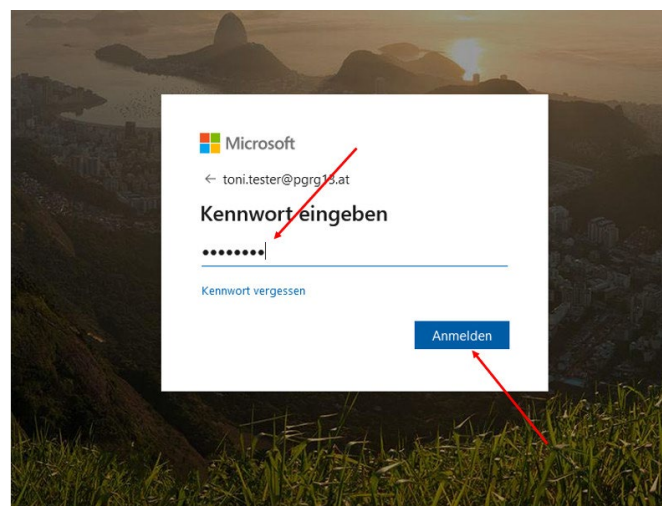 Microsoft
← toni.tester@pgrg13.at
Kennwort eingeben
••••••••
Kennwort vergessen
Anmelden